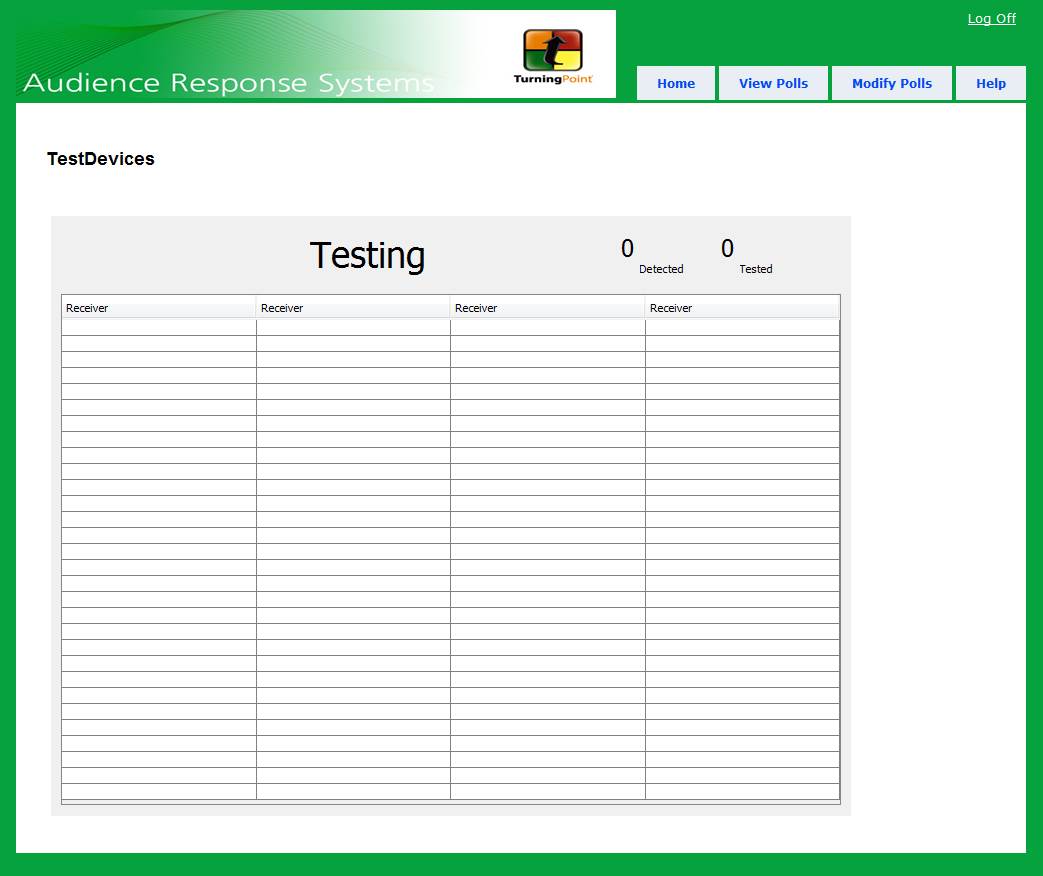 Log Off
Audience Response Systems
TurningPoint
Home View Polls Modify Polls Help
TestDevices
Testing
0 Detected
0 Tested
Receiver Receiver Receiver Receiver